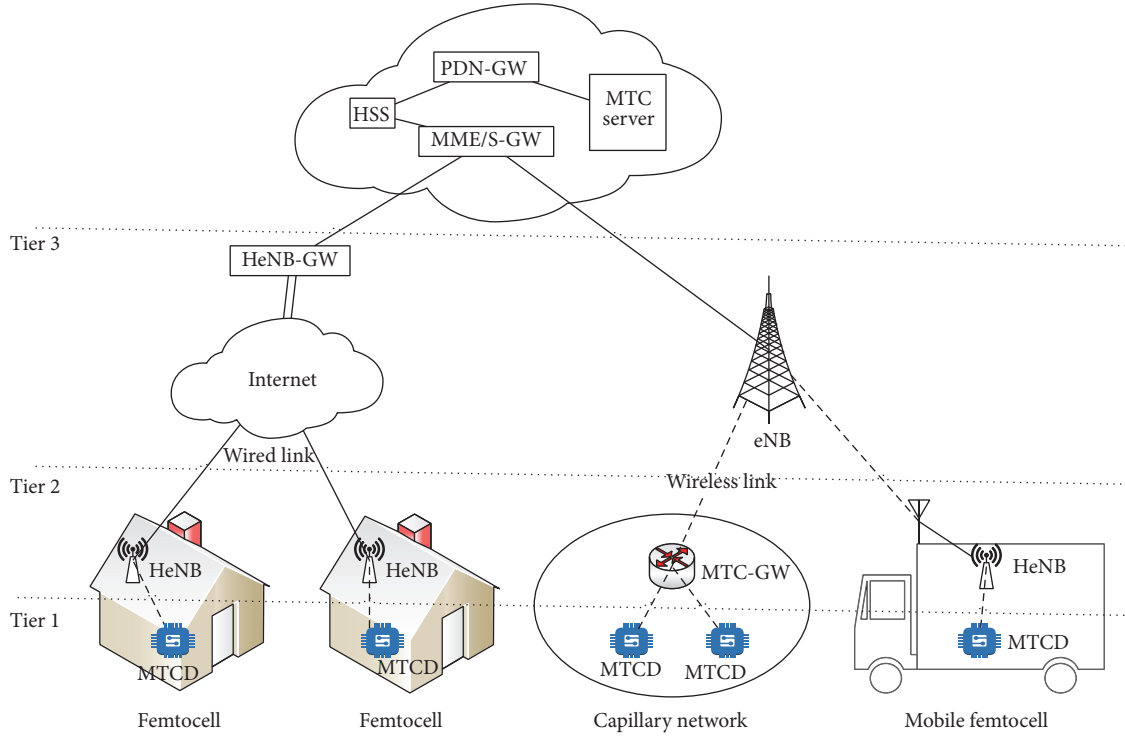 PDN-GW
HSS
MTC
server
MME/S-GW
Tier 3
HeNB-GW
Internet
eNB
Wired link
Wireless link
Tier 2
HeNB
HeNB
MTC-GW
HeNB
Tier 1
MTCD
MTCD
MTCD
MTCD
MTCD
Femtocell
Femtocell
Capillary network
Mobile femtocell